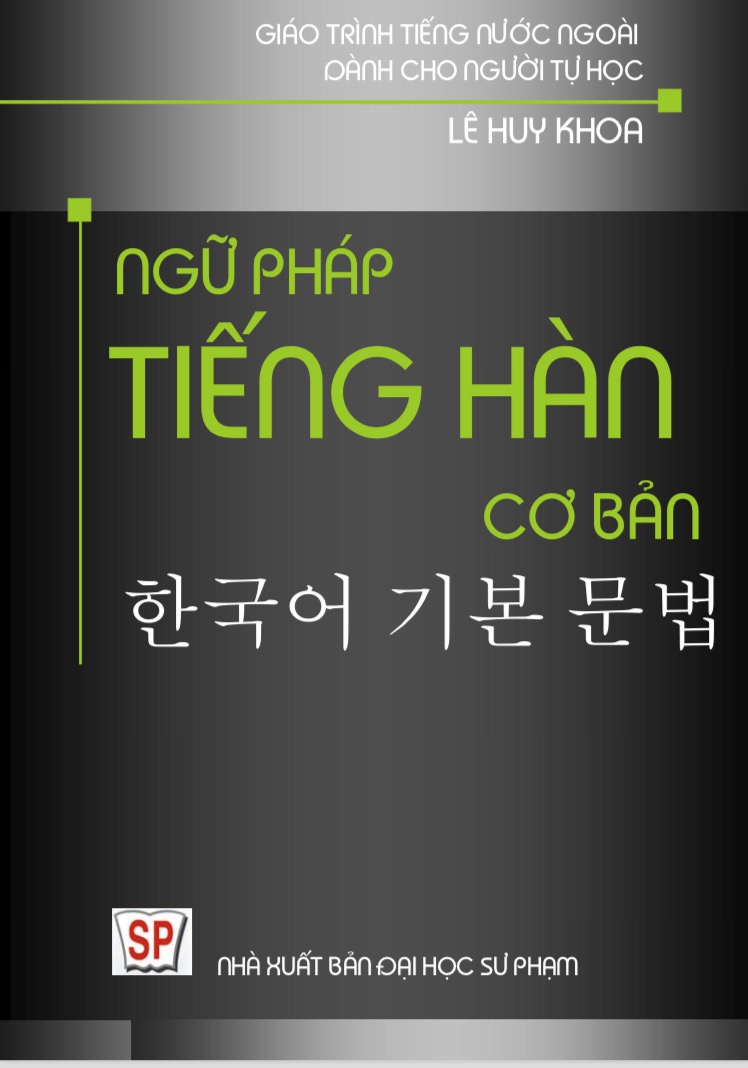 GIÁO TRÌNH TIẾNG NƯỚC NGOÀI
DÀNH CHO NGƯỜI TỰ HỌC
LÊ HUY KHOA
NGỮ PHÁP
TIẾNG HÀN
CƠ BẢN
한국어 기본 문법
SP
NHÀ XUẤT BẢN ĐẠI HỌC SƯ PHẠM